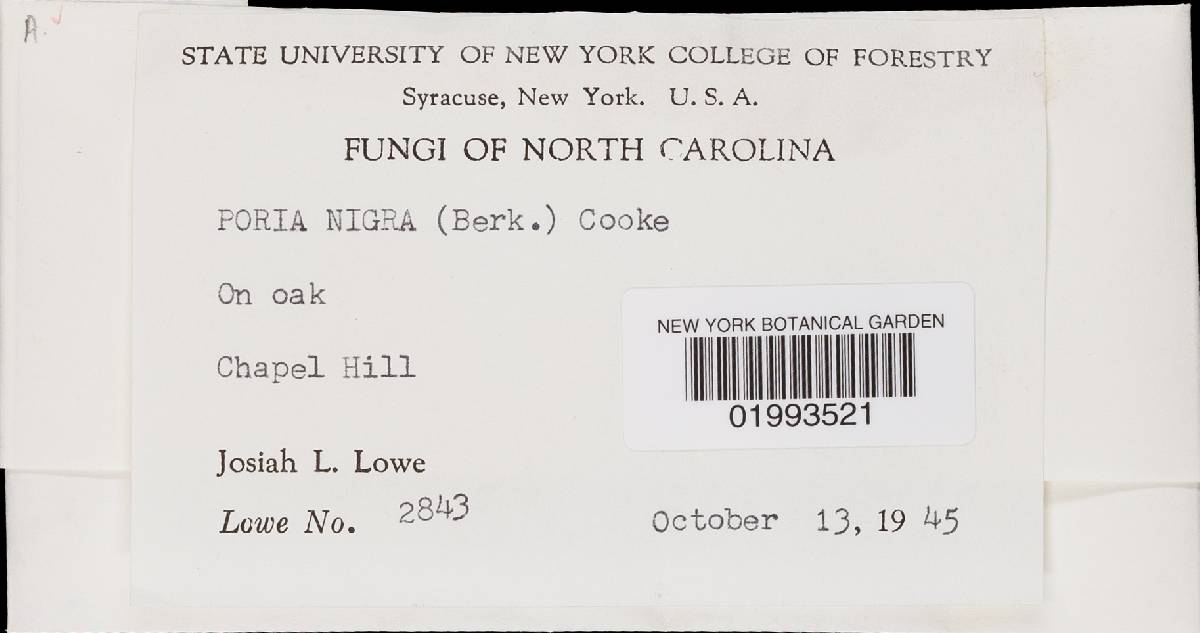 A.
STATE UNIVERSITY OF NEW YORK COLLEGE OF FORESTRY
Syracuse, New York. U. S. A.
FUNGI OF NORTH CAROLINA
PORIA NIGRA (Berk.) Cooke
On oak
Chapel Hill
NEW YORK BOTANICAL GARDEN
01993521
Josiah L. Lowe
Lowe No. 2843
October 13, 19 45